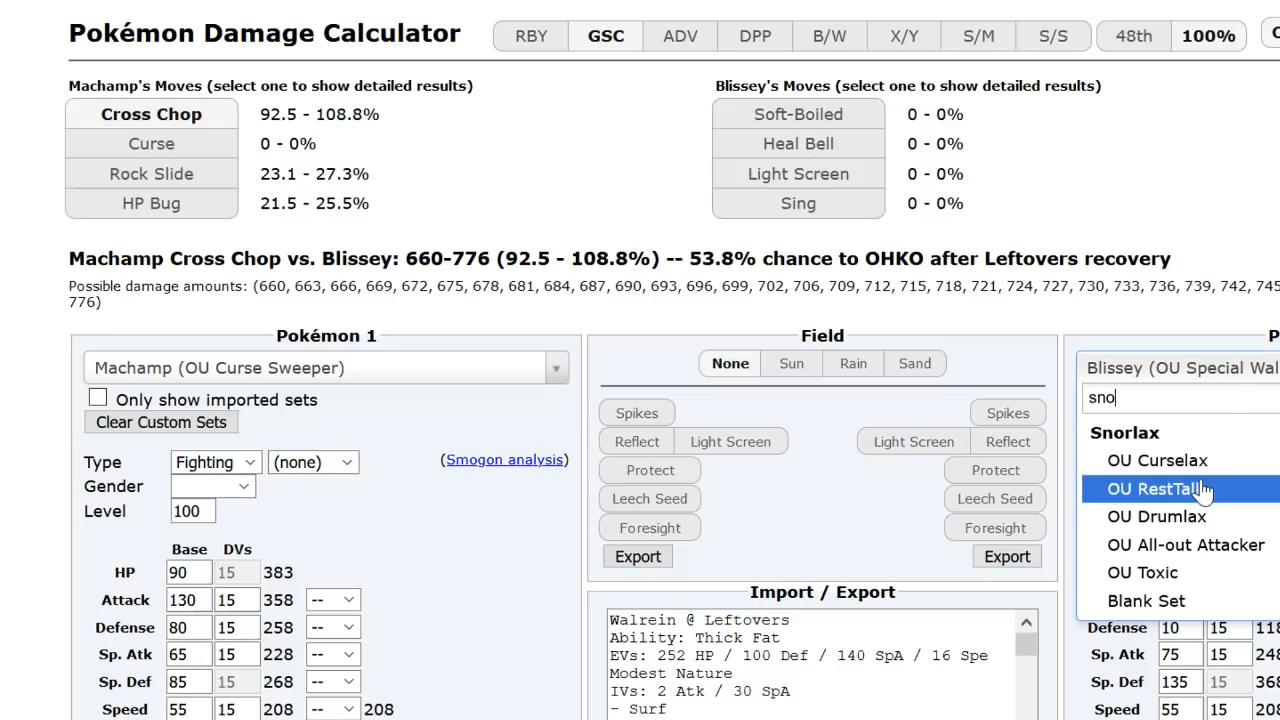 Pokémon Damage Calculator
RBY GSC ADV DPP B/W X/Y S/M S/S 48th 100%
Machamp's Moves (select one to show detailed results)
Cross Chop 92.5 - 108.8%
Curse 0 - 0%
Rock Slide 23.1 - 27.3%
HP Bug 21.5 - 25.5%
Blissey's Moves (select one to show detailed results)
Soft-Boiled 0 - 0%
Heal Bell 0 - 0%
Light Screen 0 - 0%
Sing 0 - 0%
Machamp Cross Chop vs. Blissey: 660-776 (92.5 - 108.8%) -- 53.8% chance to OHKO after Leftovers recovery
Possible damage amounts: (660, 663, 666, 669, 672, 675, 678, 681, 684, 687, 690, 693, 696, 699, 702, 706, 709, 712, 715, 718, 721, 724, 727, 730, 733, 736, 739, 742, 745
776)
Pokémon 1
Machamp (OU Curse Sweeper)
Only show imported sets
Clear Custom Sets
Type Fighting (none) (Smogon analysis)
Gender
Level 100
Base DVs
HP 90 15 383
Attack 130 15 358 --
Defense 80 15 258 --
Sp. Atk 65 15 228 --
Sp. Def 85 15 268 --
Speed 55 15 208 -- 208
Field
None Sun Rain Sand
Spikes Spikes
Reflect Light Screen Light Screen Reflect
Protect Protect
Leech Seed Leech Seed
Foresight Foresight
Export Export
Import / Export
Walrein @ Leftovers
Ability: Thick Fat
EVs: 252 HP / 100 Def / 140 SpA / 16 Spe
Modest Nature
IVs: 2 Atk / 30 SpA
- Surf
P
Blissey (OU Special Wal
sno
Snorlax
OU Curselax
OU RestTal
OU Drumlax
OU All-out Attacker
OU Toxic
Blank Set
Defense 10 15 118
Sp. Atk 75 15 248
Sp. Def 135 15 368
Speed 55 15 208